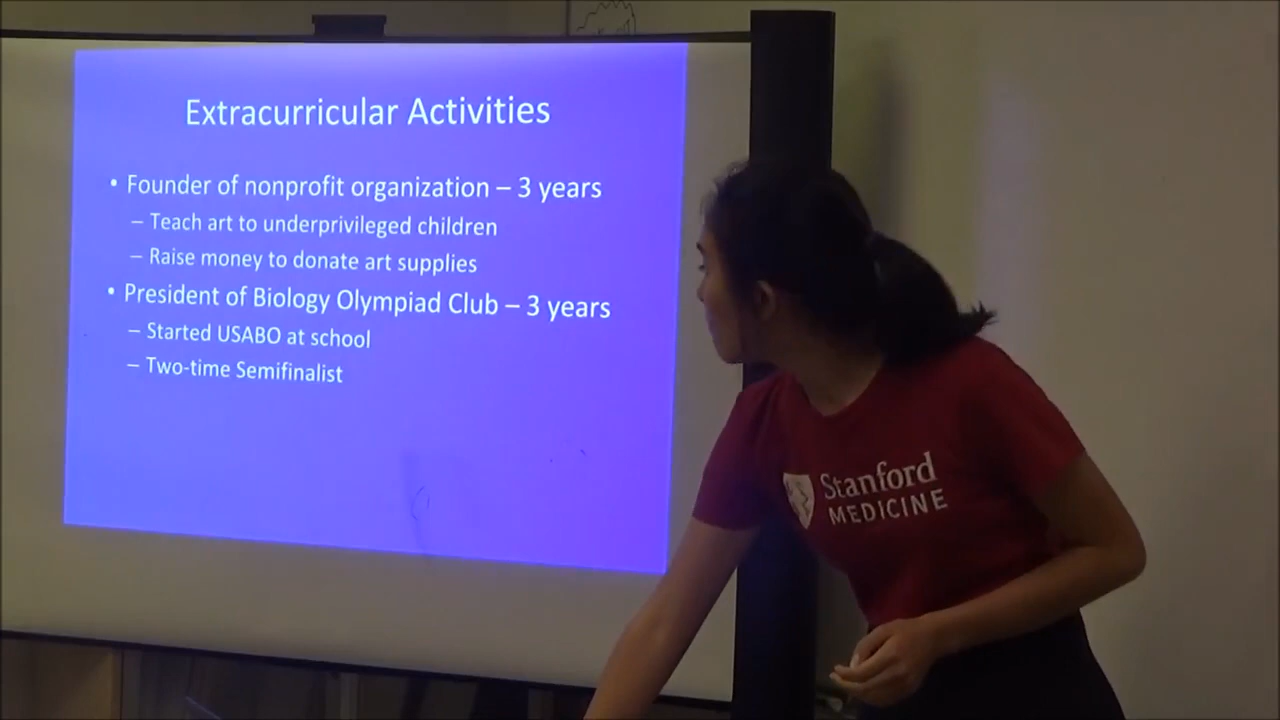 Extracurricular Activities
• Founder of nonprofit organization – 3 years
– Teach art to underprivileged children
– Raise money to donate art supplies
• President of Biology Olympiad Club – 3 years
– Started USABO at school
– Two-time Semifinalist
Stanford
MEDICINE